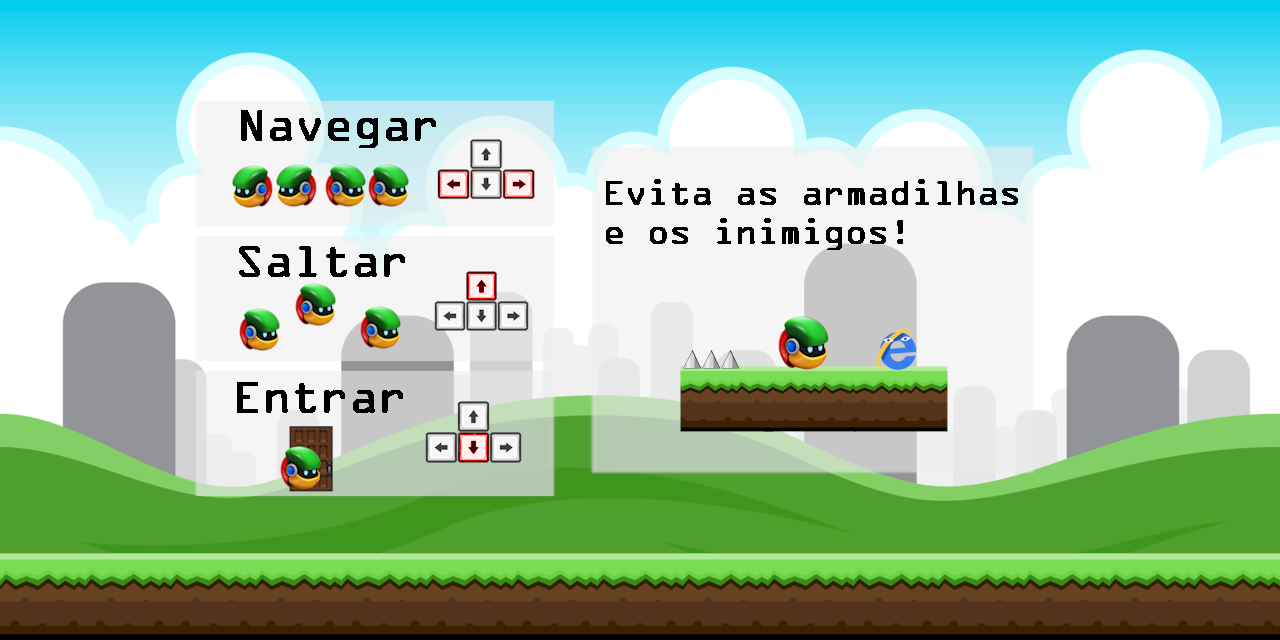 Navegar
Saltar
Entrar
Evita as armadilhas
e os inimigos!